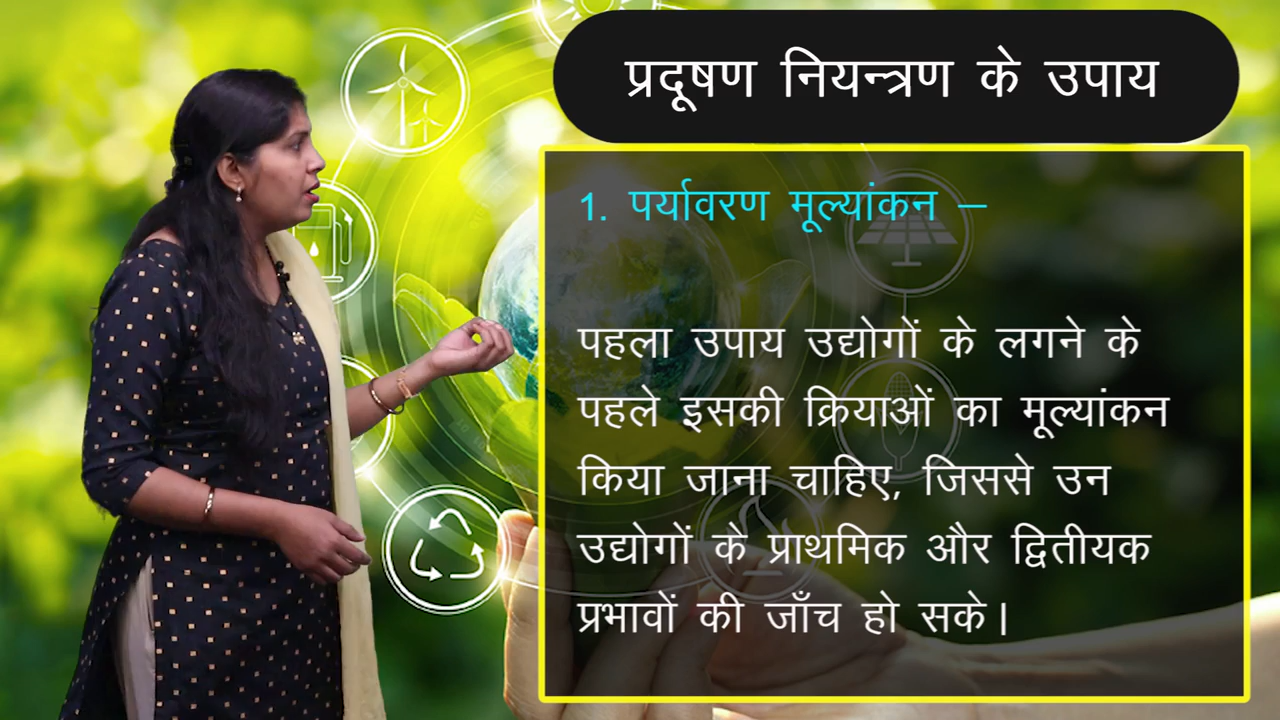 प्रदूषण नियन्त्रण के उपाय
1. पर्यावरण मूल्यांकन –
पहला उपाय उद्योगों के लगने के
पहले इसकी क्रियाओं का मूल्यांकन
किया जाना चाहिए, जिससे उन
उद्योगों के प्राथमिक और द्वितीयक
प्रभावों की जाँच हो सके।